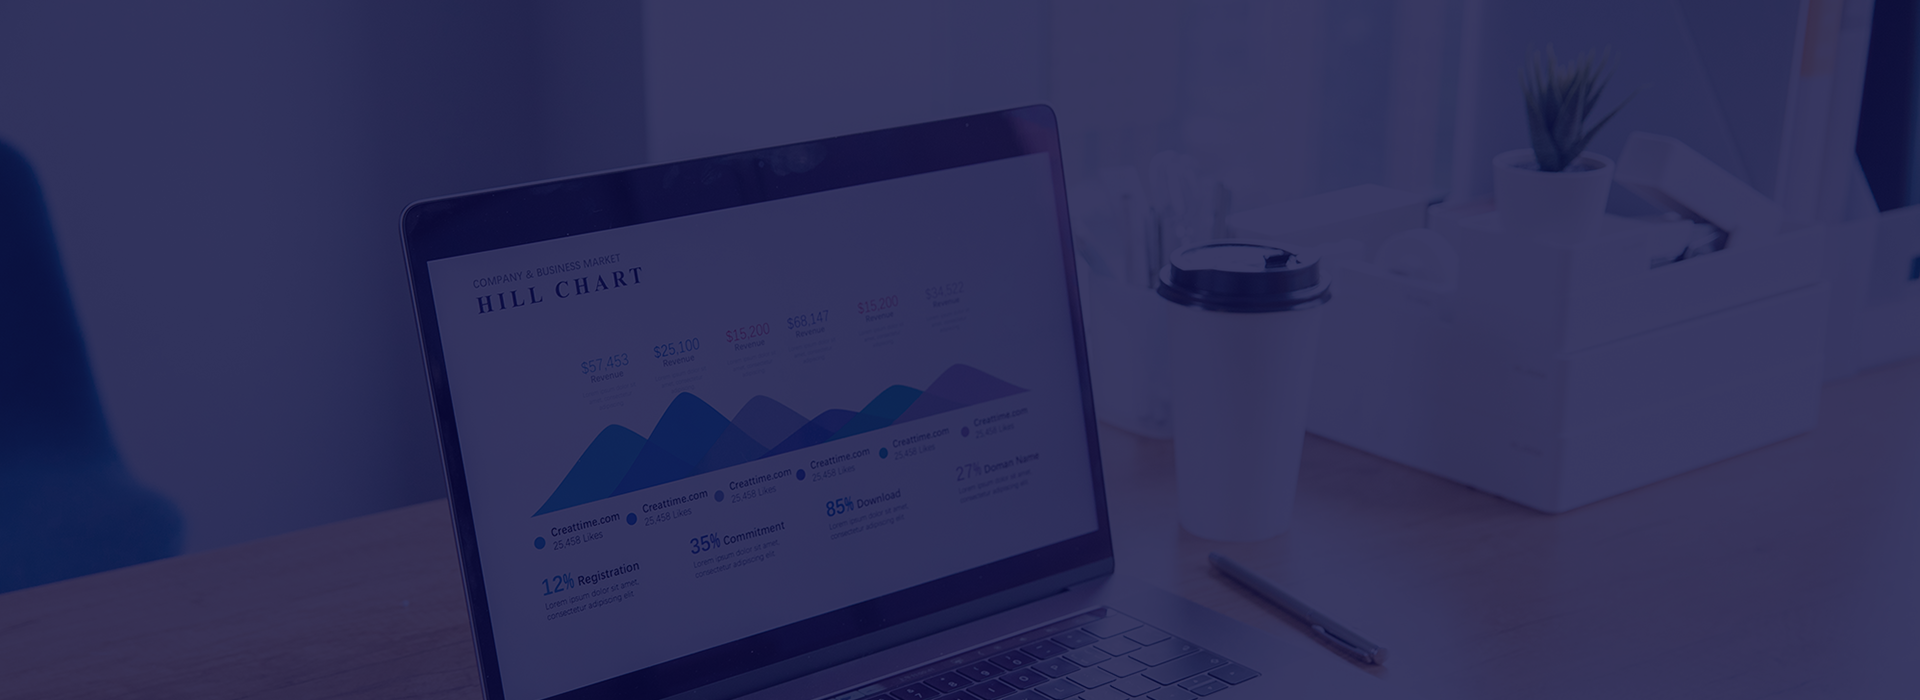 COMPANY & BUSINESS MARKET
HILL CHART
$57,453
Revenue
$25,100
Revenue
$15,200
Revenue
$68,147
Revenue
$15,200
Revenue
$34,522
Revenue
Creattime.com
25,458 Likes
Creattime.com
25,458 Likes
Creattime.com
25,458 Likes
Creattime.com
25,458 Likes
Creattime.com
25,458 Likes
Creattime.com
25,458 Likes
12% Registration
Lorem ipsum dolor sit amet,
consectetur adipiscing elit.
35% Commitment
Lorem ipsum dolor sit amet,
consectetur adipiscing elit.
85% Download
Lorem ipsum dolor sit amet,
consectetur adipiscing elit.
27% Doman Name
Lorem ipsum dolor sit amet,
consectetur adipiscing elit.